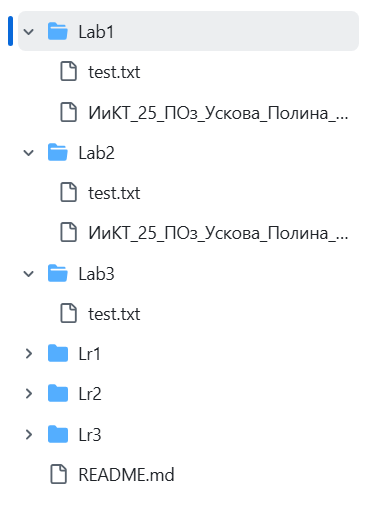 Lab1
test.txt
ИиКТ_25_ПОз_Ускова_Полина_...
Lab2
test.txt
ИиКТ_25_ПОз_Ускова_Полина_...
Lab3
test.txt
Lr1
Lr2
Lr3
README.md